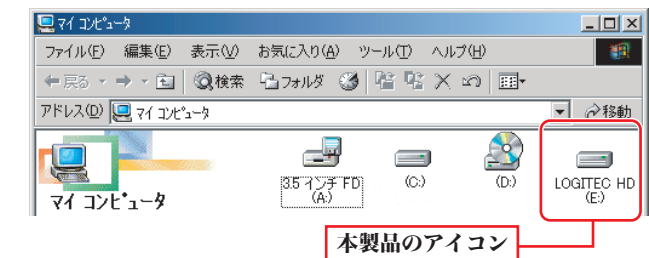 マイ コンピュータ
ファイル(F) 編集(E) 表示(V) お気に入り(A) ツール(T) ヘルプ(H)
戻る 検索 フォルダ
アドレス(D) マイ コンピュータ 移動
マイ コンピュータ
3.5 インチ FD
(A:)
(C:)
(D:)
LOGITEC HD
(E:)
本製品のアイコン